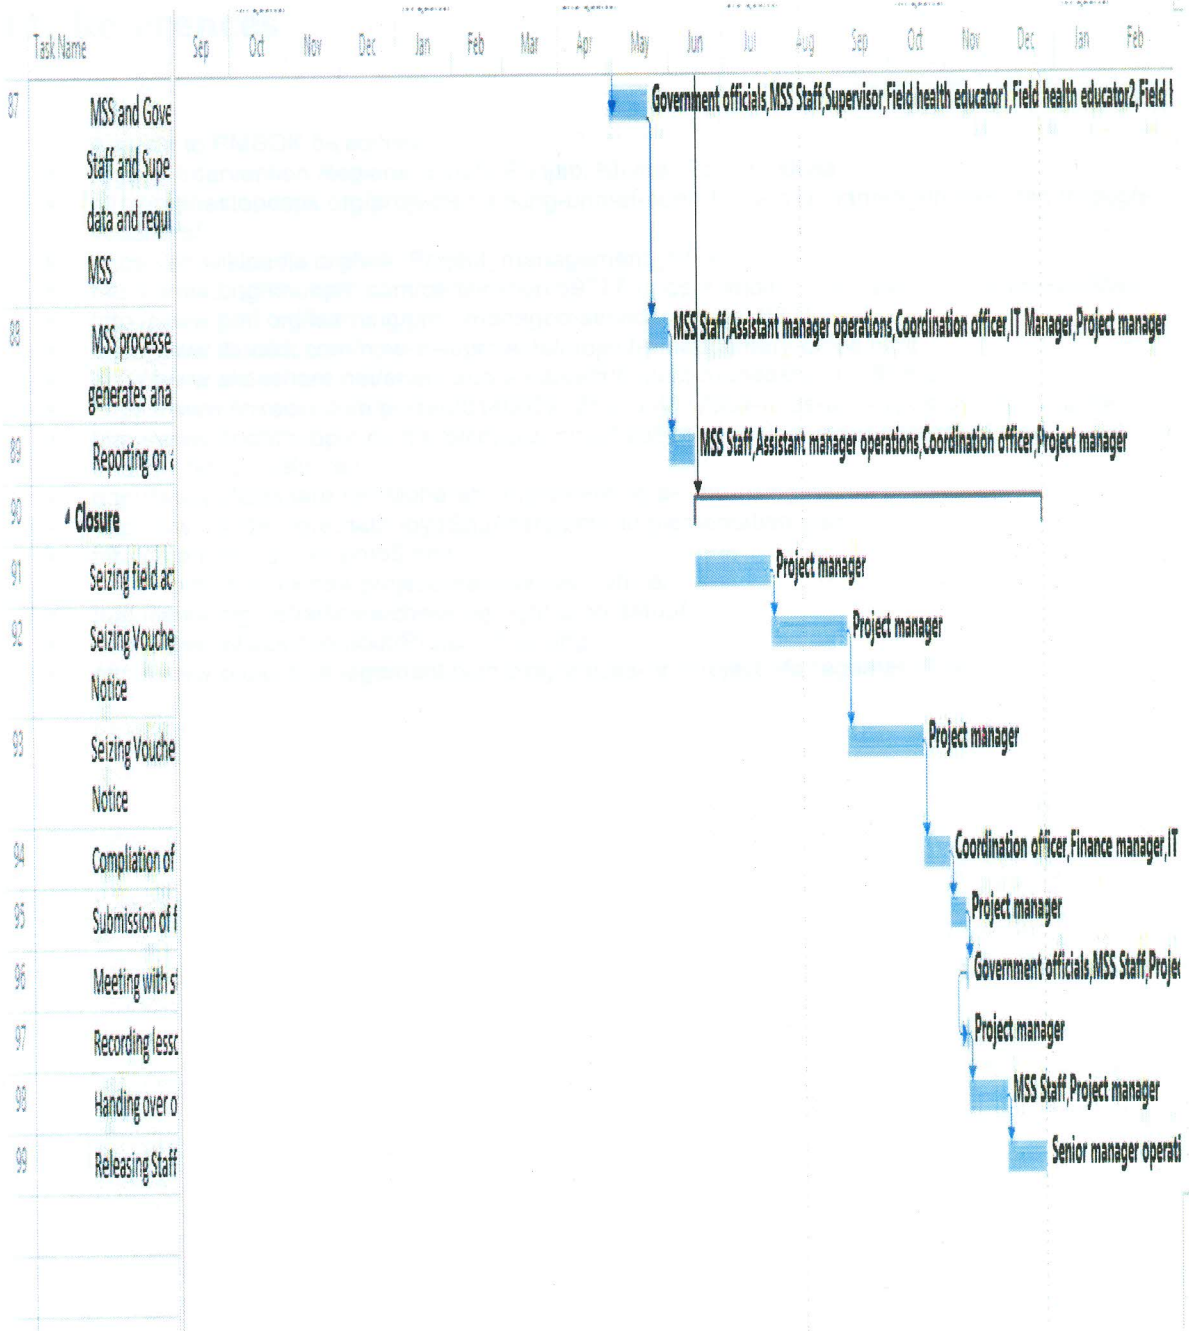 Task Name Sep Oct Nov Dec Jan Feb Mar Apr May Jun Jul Aug Sep Oct Nov Dec Jan Feb
87 MSS and Gove Government officials,MSS Staff,Supervisor,Field health educator1,Field health educator2,Field
Staff and Supe
data and requi
MSS
88 MSS processe MSS Staff,Assistant manager operations,Coordination officer,IT Manager,Project manager
generates ana
89 Reporting on a MSS Staff,Assistant manager operations,Coordination officer,Project manager
90 Closure
91 Seizing field act Project manager
92 Seizing Vouche Project manager
Notice
93 Seizing Vouche Project manager
Notice
94 Compliation of Coordination officer,Finance manager,IT
95 Submission of f Project manager
96 Meeting with s Government officials,MSS Staff,Projec
97 Recording lessc Project manager
98 Handing over o MSS Staff,Project manager
99 Releasing Staff Senior manager operati